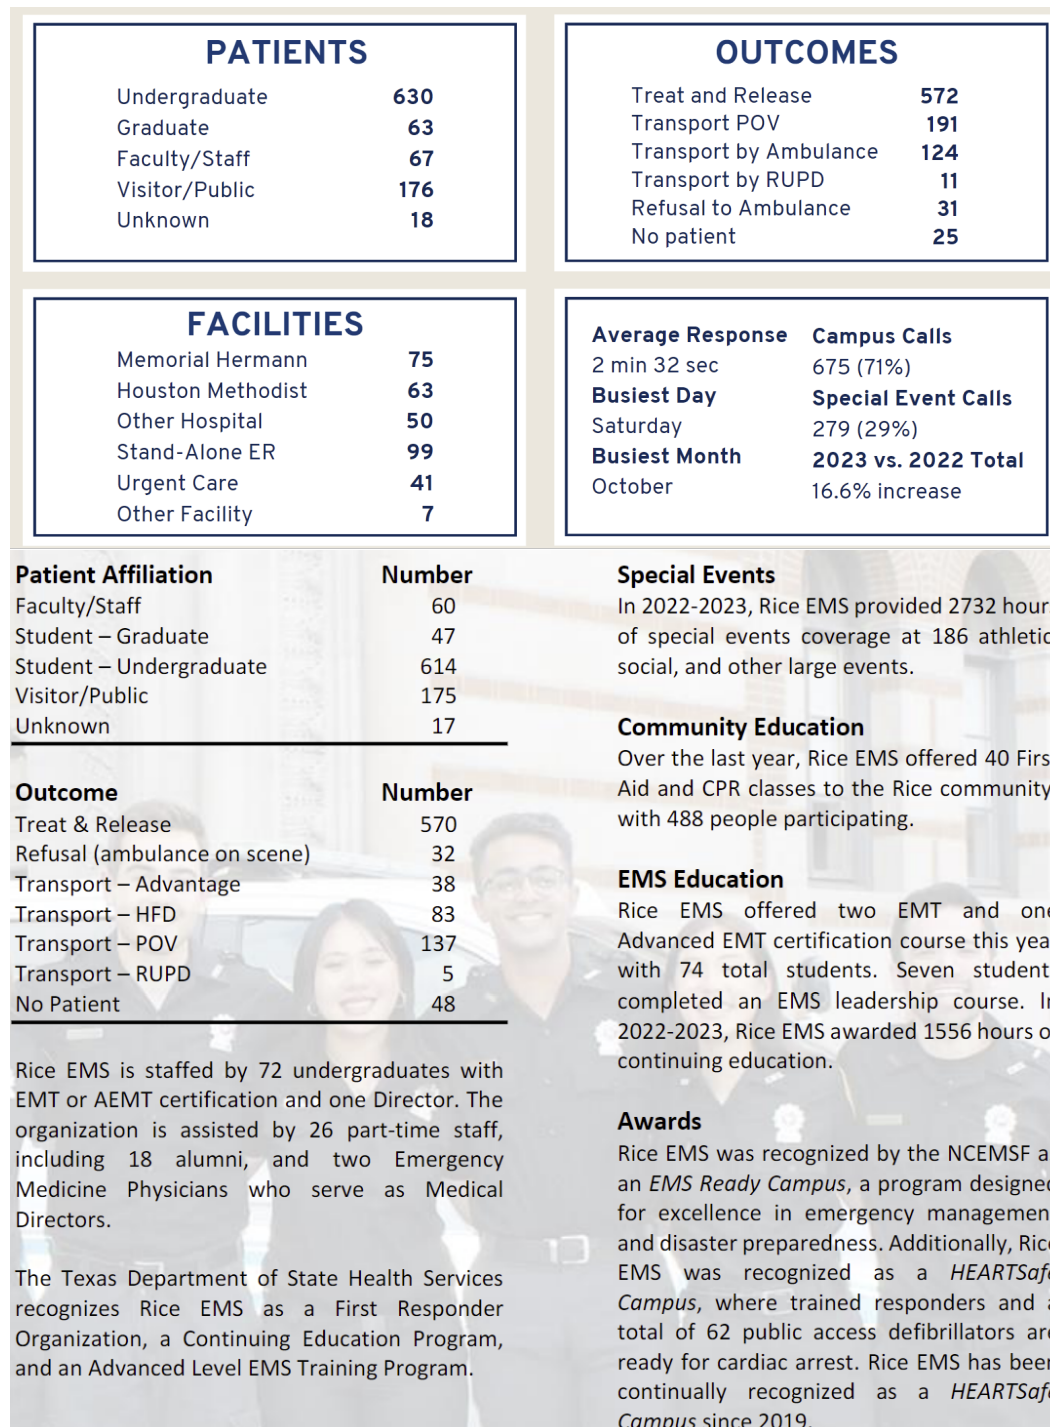 PATIENTS
Undergraduate 630
Graduate 63
Faculty/Staff 67
Visitor/Public 176
Unknown 18
OUTCOMES
Treat and Release 572
Transport POV 191
Transport by Ambulance 124
Transport by RUPD 11
Refusal to Ambulance 31
No patient 25
FACILITIES
Memorial Hermann 75
Houston Methodist 63
Other Hospital 50
Stand-Alone ER 99
Urgent Care 41
Other Facility 7
Average Response
2 min 32 sec
Busiest Day
Saturday
Busiest Month
October
Campus Calls
675 (71%)
Special Event Calls
279 (29%)
2023 vs. 2022 Total
16.6% increase
Patient Affiliation Number
Faculty/Staff 60
Student – Graduate 47
Student – Undergraduate 614
Visitor/Public 175
Unknown 17
Outcome Number
Treat & Release 570
Refusal (ambulance on scene) 32
Transport – Advantage 38
Transport – HFD 83
Transport – POV 137
Transport – RUPD 5
No Patient 48
Rice EMS is staffed by 72 undergraduates with
EMT or AEMT certification and one Director. The
organization is assisted by 26 part-time staff,
including 18 alumni, and two Emergency
Medicine Physicians who serve as Medical
Directors.
The Texas Department of State Health Services
recognizes Rice EMS as a First Responder
Organization, a Continuing Education Program,
and an Advanced Level EMS Training Program.
Special Events
In 2022-2023, Rice EMS provided 2732 hour
of special events coverage at 186 athletic
social, and other large events.
Community Education
Over the last year, Rice EMS offered 40 Firs
Aid and CPR classes to the Rice community
with 488 people participating.
EMS Education
Rice EMS offered two EMT and one
Advanced EMT certification course this year
with 74 total students. Seven student
completed an EMS leadership course. In
2022-2023, Rice EMS awarded 1556 hours o
continuing education.
Awards
Rice EMS was recognized by the NCEMSF a
an EMS Ready Campus, a program designed
for excellence in emergency management
and disaster preparedness. Additionally, Rice
EMS was recognized as a HEARTSafe
Campus, where trained responders and a
total of 62 public access defibrillators are
ready for cardiac arrest. Rice EMS has been
continually recognized as a HEARTSafe
Campus since 2019.